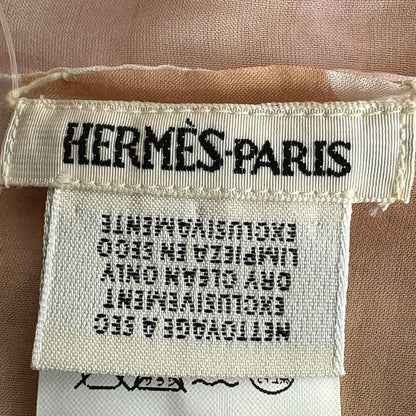 HERMÈS-PARIS
NETTOYAGE A SEC
EXCLUSIVEMENT
DRY CLEAN ONLY
LIMPIEZA EN SECO
EXCLUSIVAMENTE